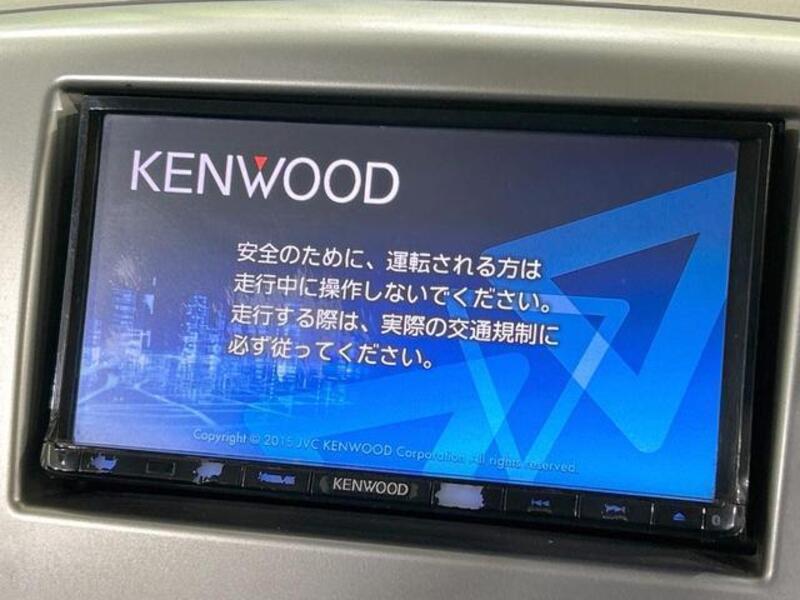 KENWOOD
安全のために、運転される方は
走行中に操作しないでください。
走行する際は、実際の交通規制に
必ず従ってください。
Copyright © 2015 JVC KENWOOD Corporation All rights reserved.
KENWOOD